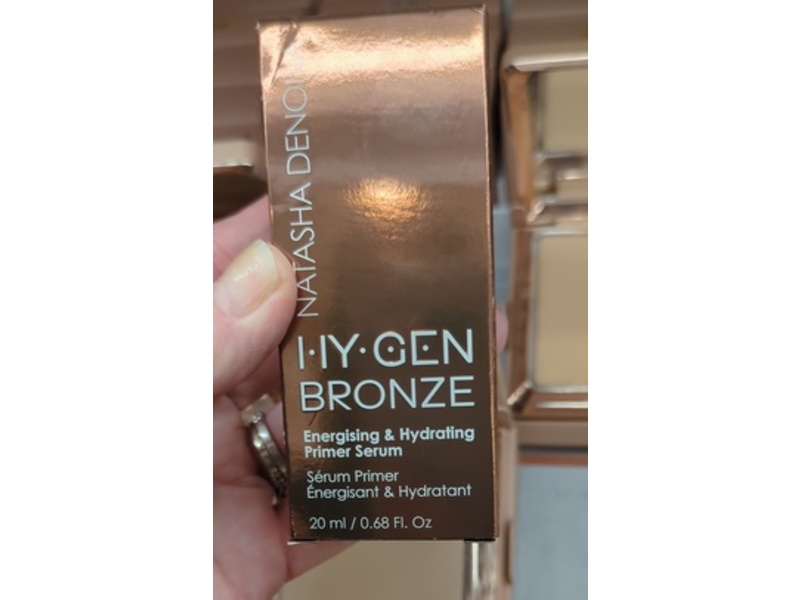 NATASHA DENO
HY·GEN
BRONZE
Energising & Hydrating
Primer Serum
Sérum Primer
Énergisant & Hydratant
20 ml / 0.68 Fl. Oz